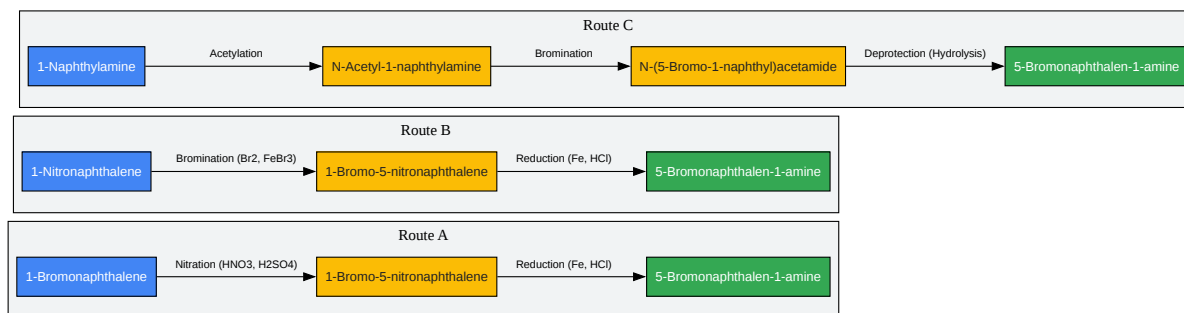 Route C
1-Naphthylamine
Acetylation
N-Acetyl-1-naphthylamine
Bromination
N-(5-Bromo-1-naphthyl)acetamide
Deprotection (Hydrolysis)
5-Bromonaphthalen-1-amine
Route B
1-Nitronaphthalene
Bromination (Br2, FeBr3)
1-Bromo-5-nitronaphthalene
Reduction (Fe, HCl)
5-Bromonaphthalen-1-amine
Route A
1-Bromonaphthalene
Nitration (HNO3, H2SO4)
1-Bromo-5-nitronaphthalene
Reduction (Fe, HCl)
5-Bromonaphthalen-1-amine